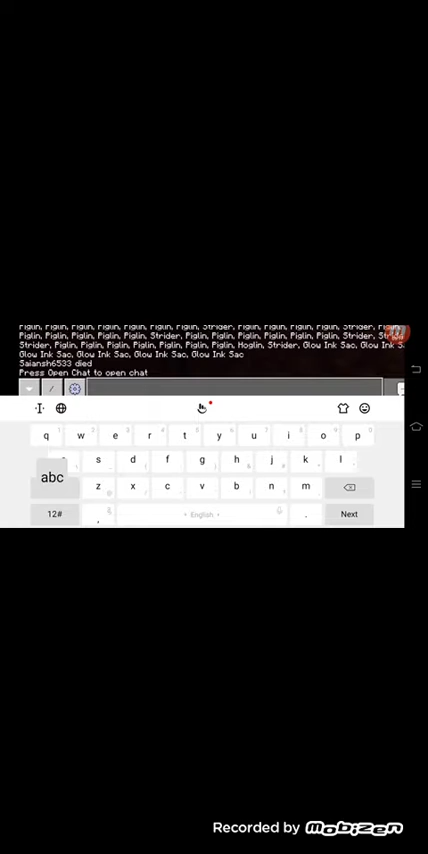 Piglin, Piglin, Piglin, Piglin, Piglin, Piglin, Piglin, Strider, Piglin, Piglin, Piglin, Piglin, Piglin, Strider,
Piglin, Piglin, Piglin, Piglin, Piglin, Strider, Piglin, Piglin, Piglin, Piglin, Piglin, Piglin, Strider,
Strider, Piglin, Piglin, Piglin, Piglin, Piglin, Piglin, Hoglin, Strider, Glow Ink Sac, Glow Ink
Glow Ink Sac, Glow Ink Sac, Glow Ink Sac, Glow Ink Sac
Saiansh6533 died
Press Open Chat to open chat
/
q w e r t y u i o p
s d f g h j k l
abc
z x c v b n m
12# , English . Next
Recorded by Mobizen